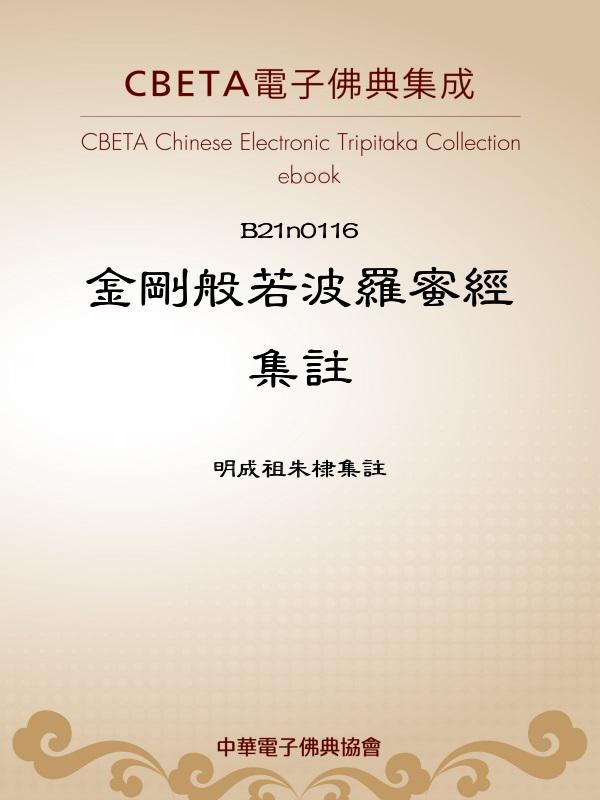 CBETA電子佛典集成
CBETA Chinese Electronic Tripitaka Collection
ebook
B21n0116
金剛般若波羅蜜經
集註
明成祖朱棣集註
中華電子佛典協會